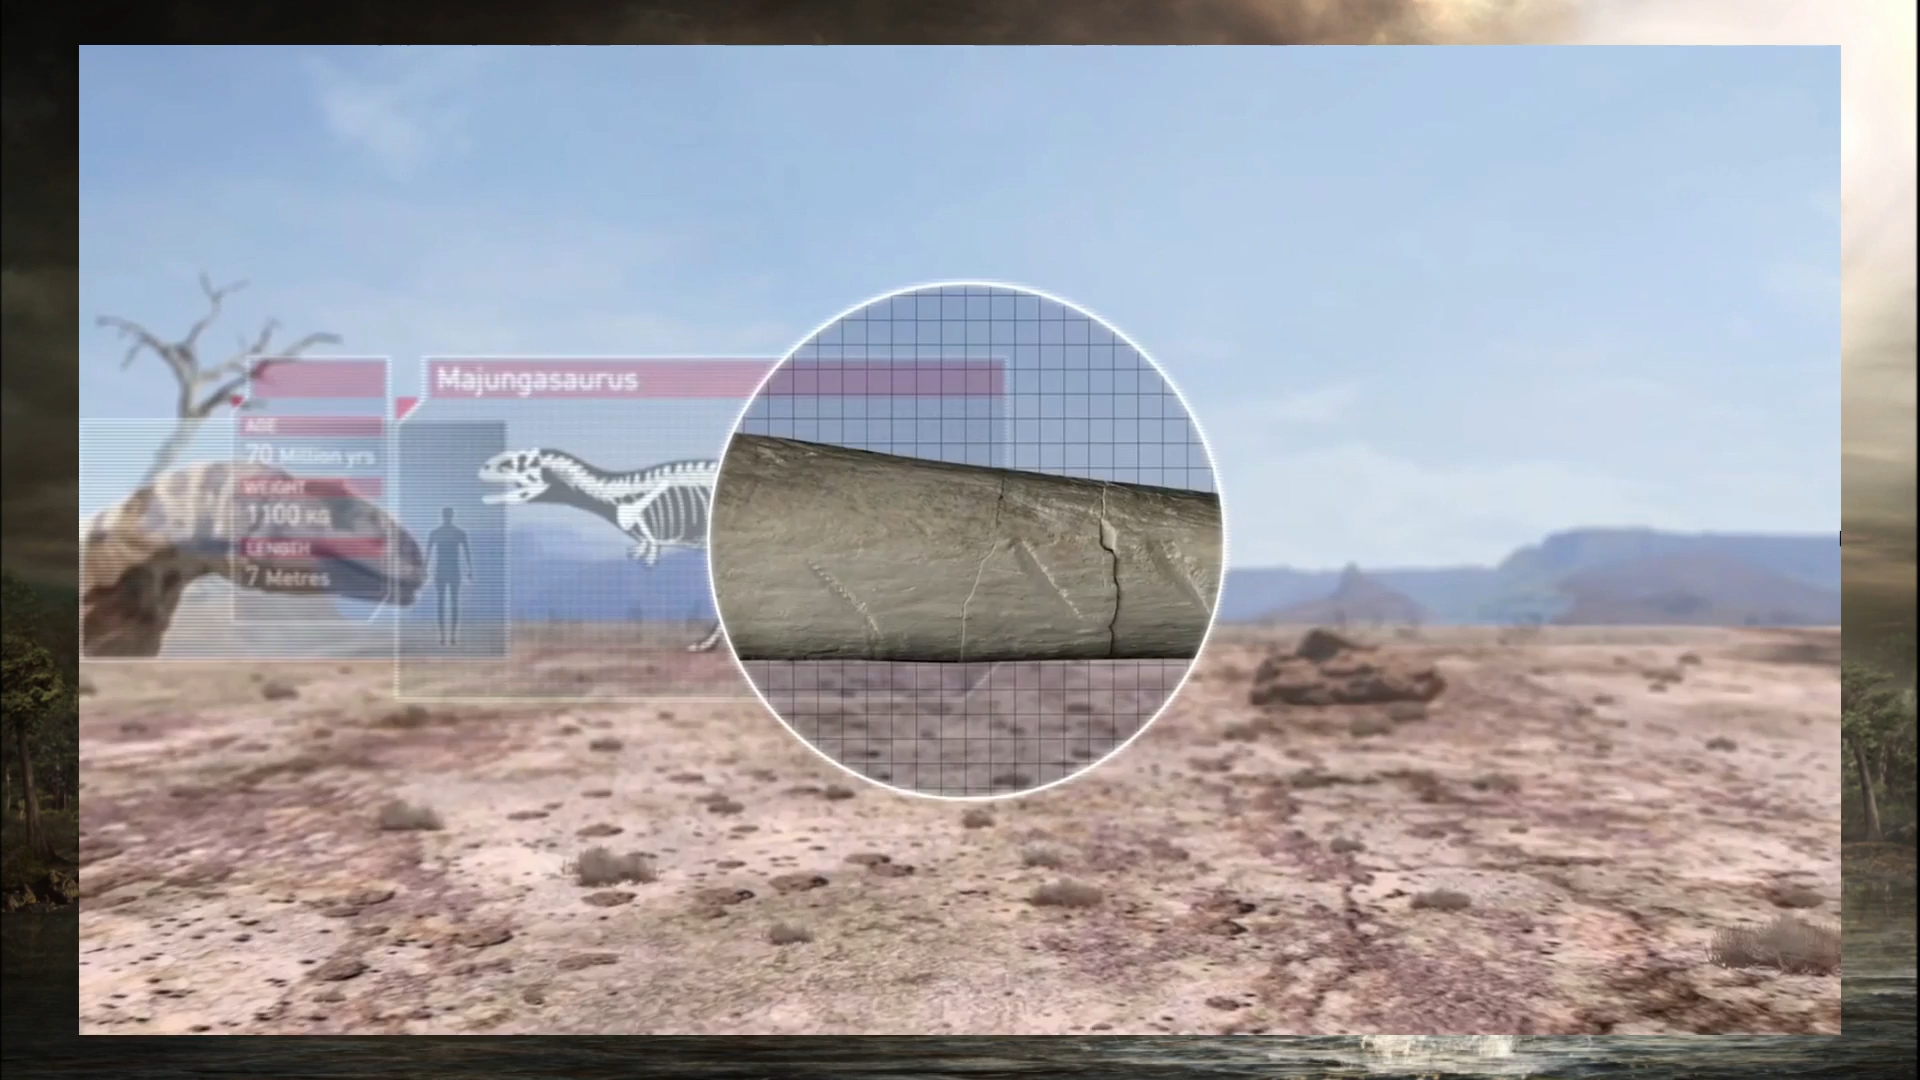 Majungasaurus
AGE
70 Million yrs
WEIGHT
1100 KG
LENGTH
7 Metres